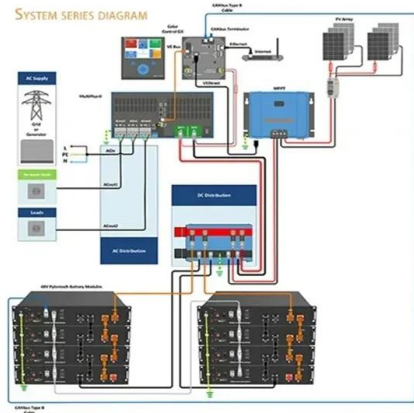 SYSTEM SERIES DIAGRAM
CANbus Type B
Cable
Color
Control GX
CANbus Terminator
PV Array
Ethernet
Internet
VE Bus
AC Supply
VE Direct
MultiPlus-II
MPPT
Grid
or
Generator
L
PE
N
ACin
ACout1
Loads
ACout2
AC Distribution
DC Distribution
48V Pylontech Battery Modules
CANbus Type B
Cable